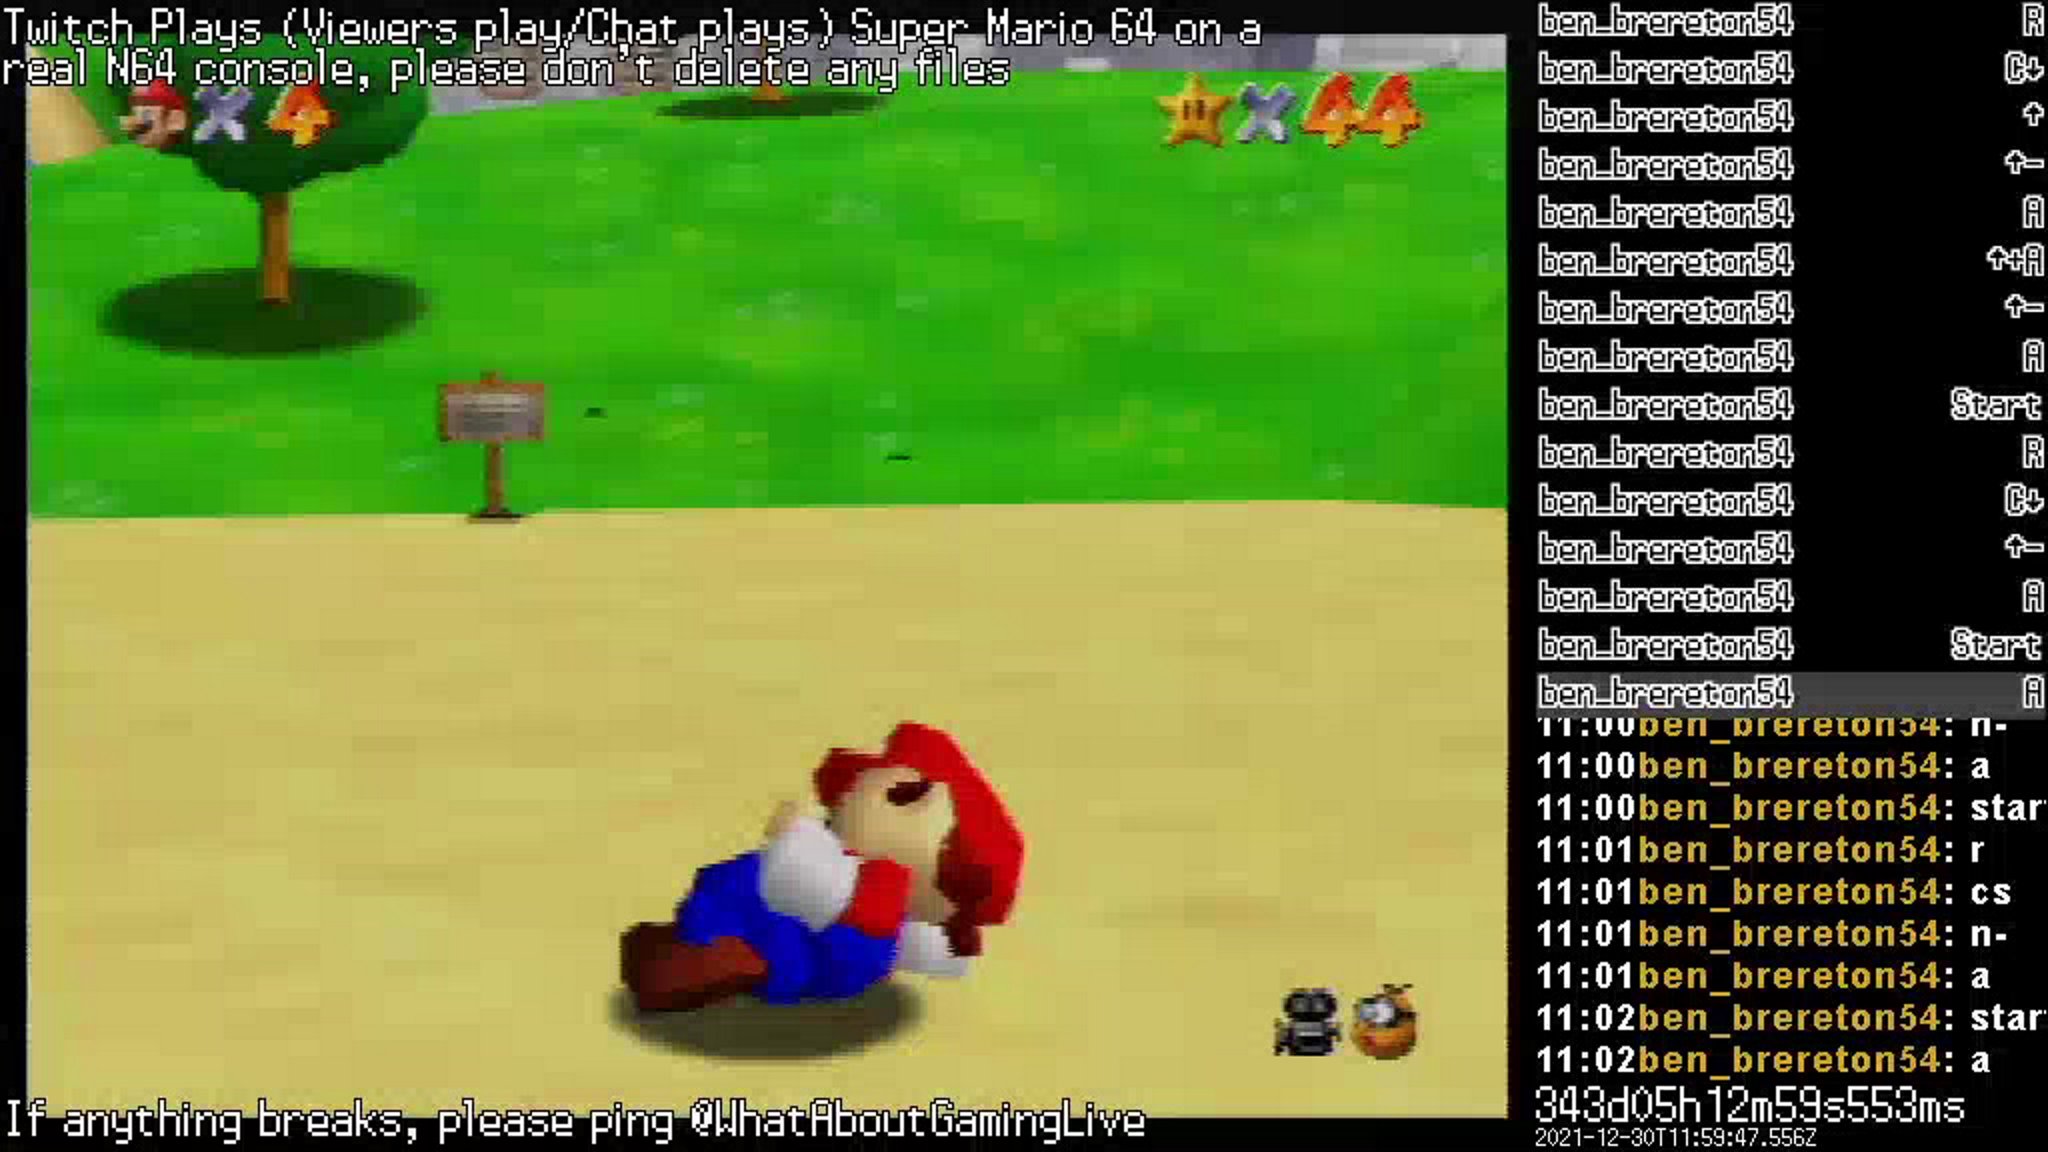 Twitch Plays (Viewers play/Chat plays) Super Mario 64 on a
real N64 console, please don't delete any files
4
44
ben_brereton54 R
ben_brereton54 C↓
ben_brereton54 ↑
ben_brereton54 ↑-
ben_brereton54 A
ben_brereton54 ↑+A
ben_brereton54 ↑-
ben_brereton54 A
ben_brereton54 Start
ben_brereton54 R
ben_brereton54 C↓
ben_brereton54 ↑-
ben_brereton54 A
ben_brereton54 Start
ben_brereton54 A
11:00ben_brereton54: n-
11:00ben_brereton54: a
11:00ben_brereton54: star
11:01ben_brereton54: r
11:01ben_brereton54: cs
11:01ben_brereton54: n-
11:01ben_brereton54: a
11:02ben_brereton54: star
11:02ben_brereton54: a
343d05h12m59s553ms
2021-12-30T11:59:47.556Z
If anything breaks, please ping @WhatAboutGamingLive